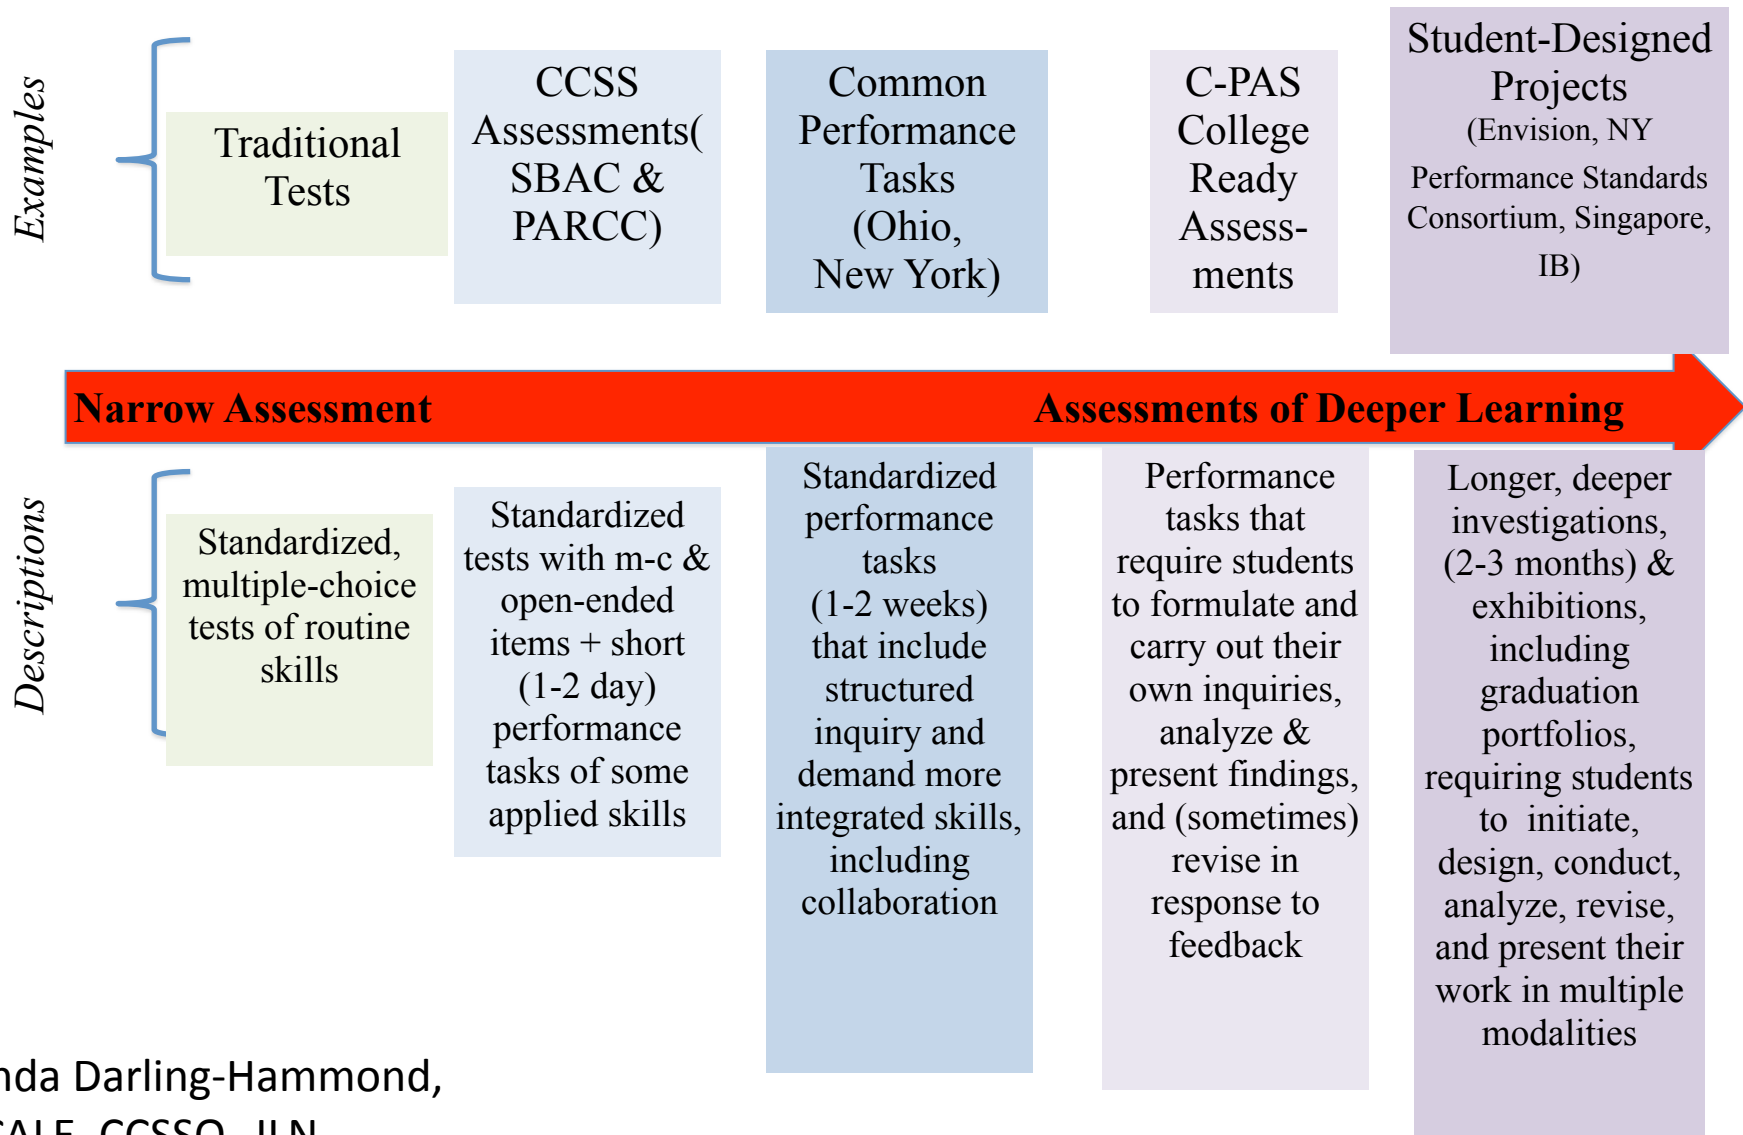 Examples
Traditional
Tests
CCSS
Assessments(
SBAC &
PARCC)
Common
Performance
Tasks
(Ohio,
New York)
C-PAS
College
Ready
Assess-
ments
Student-Designed
Projects
(Envision, NY
Performance Standards
Consortium, Singapore,
IB)
Narrow Assessment
Assessments of Deeper Learning
Descriptions
Standardized,
multiple-choice
tests of routine
skills
Standardized
tests with m-c &
open-ended
items + short
(1-2 day)
performance
tasks of some
applied skills
Standardized
performance
tasks
(1-2 weeks)
that include
structured
inquiry and
demand more
integrated skills,
including
collaboration
Performance
tasks that
require students
to formulate and
carry out their
own inquiries,
analyze &
present findings,
and (sometimes)
revise in
response to
feedback
Longer, deeper
investigations,
(2-3 months) &
exhibitions,
including
graduation
portfolios,
requiring students
to initiate,
design, conduct,
analyze, revise,
and present their
work in multiple
modalities
nda Darling-Hammond,
CCSSO